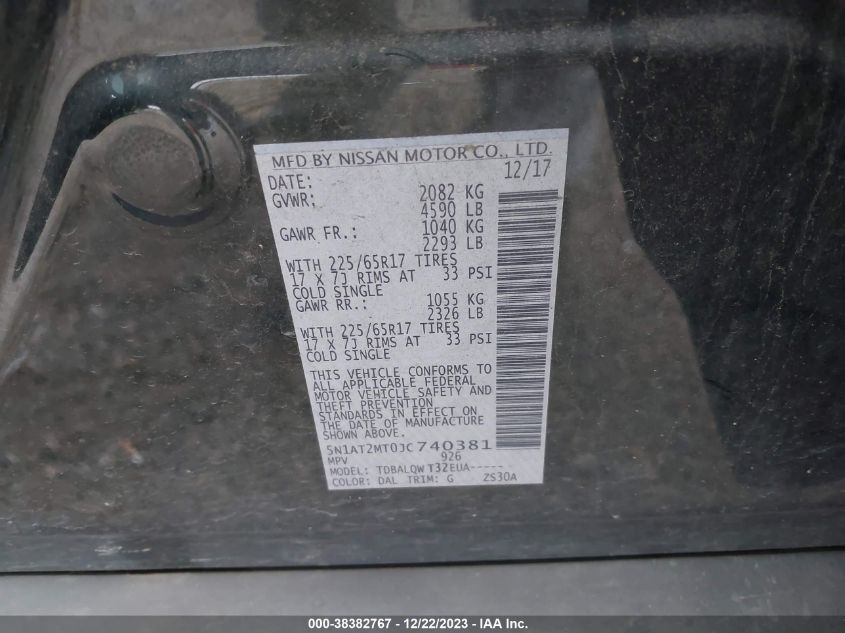 MFD BY NISSAN MOTOR CO., LTD.
DATE: 12/17
GVWR: 2082 KG
4590 LB
GAWR FR.: 1040 KG
2293 LB
WITH 225/65R17 TIRES
17 X 7J RIMS AT 33 PSI
COLD SINGLE
GAWR RR.: 1055 KG
2326 LB
WITH 225/65R17 TIRES
17 X 7J RIMS AT 33 PSI
COLD SINGLE
THIS VEHICLE CONFORMS TO
ALL APPLICABLE FEDERAL
MOTOR VEHICLE SAFETY AND
THEFT PREVENTION
STANDARDS IN EFFECT ON
THE DATE OF MANUFACTURE
SHOWN ABOVE.
5N1AT2MT0JC740381
MPV 926
MODEL: TDBALQW T32EUA-----
COLOR: DAL TRIM: G ZS30A
000-38382767 - 12/22/2023 - IAA Inc.